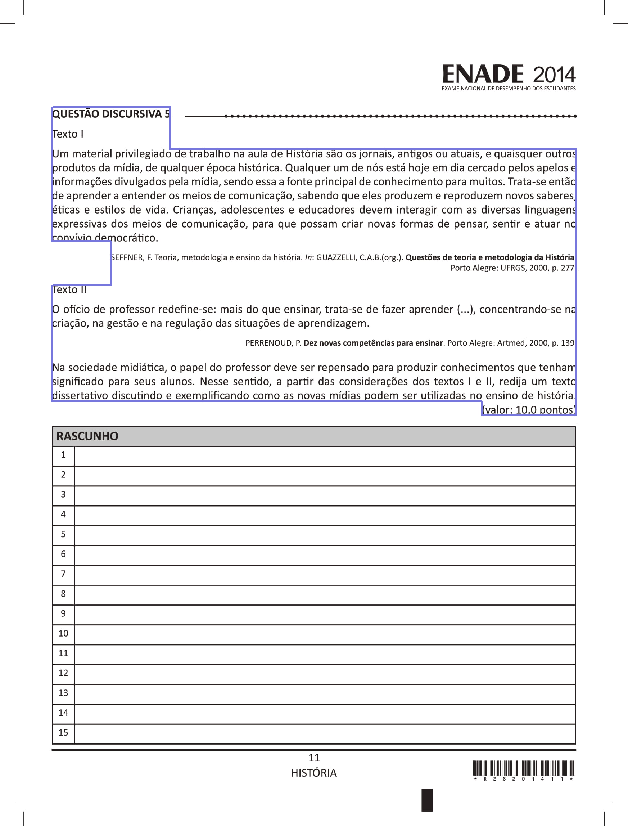 ENADE 2014
EXAME NACIONAL DE DESEMPENHO DOS ESTUDANTES
QUESTÃO DISCURSIVA 5
Texto I
Um material privilegiado de trabalho na aula de História são os jornais, antigos ou atuais, e quaisquer outros
produtos da mídia, de qualquer época histórica. Qualquer um de nós está hoje em dia cercado pelos apelos e
informações divulgados pela mídia, sendo essa a fonte principal de conhecimento para muitos. Trata-se então
de aprender a entender os meios de comunicação, sabendo que eles produzem e reproduzem novos saberes,
éticas e estilos de vida. Crianças, adolescentes e educadores devem interagir com as diversas linguagens
expressivas dos meios de comunicação, para que possam criar novas formas de pensar, sentir e atuar no
convívio democrático.
SEFFNER, F. Teoria, metodologia e ensino da história. In: GUAZZELLI, C.A.B.(org.). Questões de teoria e metodologia da História.
Porto Alegre: UFRGS, 2000, p. 277.
Texto II
O ofício de professor redefine-se: mais do que ensinar, trata-se de fazer aprender (...), concentrando-se na
criação, na gestão e na regulação das situações de aprendizagem.
PERRENOUD, P. Dez novas competências para ensinar. Porto Alegre: Artmed, 2000, p. 139.
Na sociedade midiática, o papel do professor deve ser repensado para produzir conhecimentos que tenham
significado para seus alunos. Nesse sentido, a partir das considerações dos textos I e II, redija um texto
dissertativo discutindo e exemplificando como as novas mídias podem ser utilizadas no ensino de história.
(valor: 10,0 pontos)
RASCUNHO
1
2
3
4
5
6
7
8
9
10
11
12
13
14
15
11
HISTÓRIA
*R28201411*